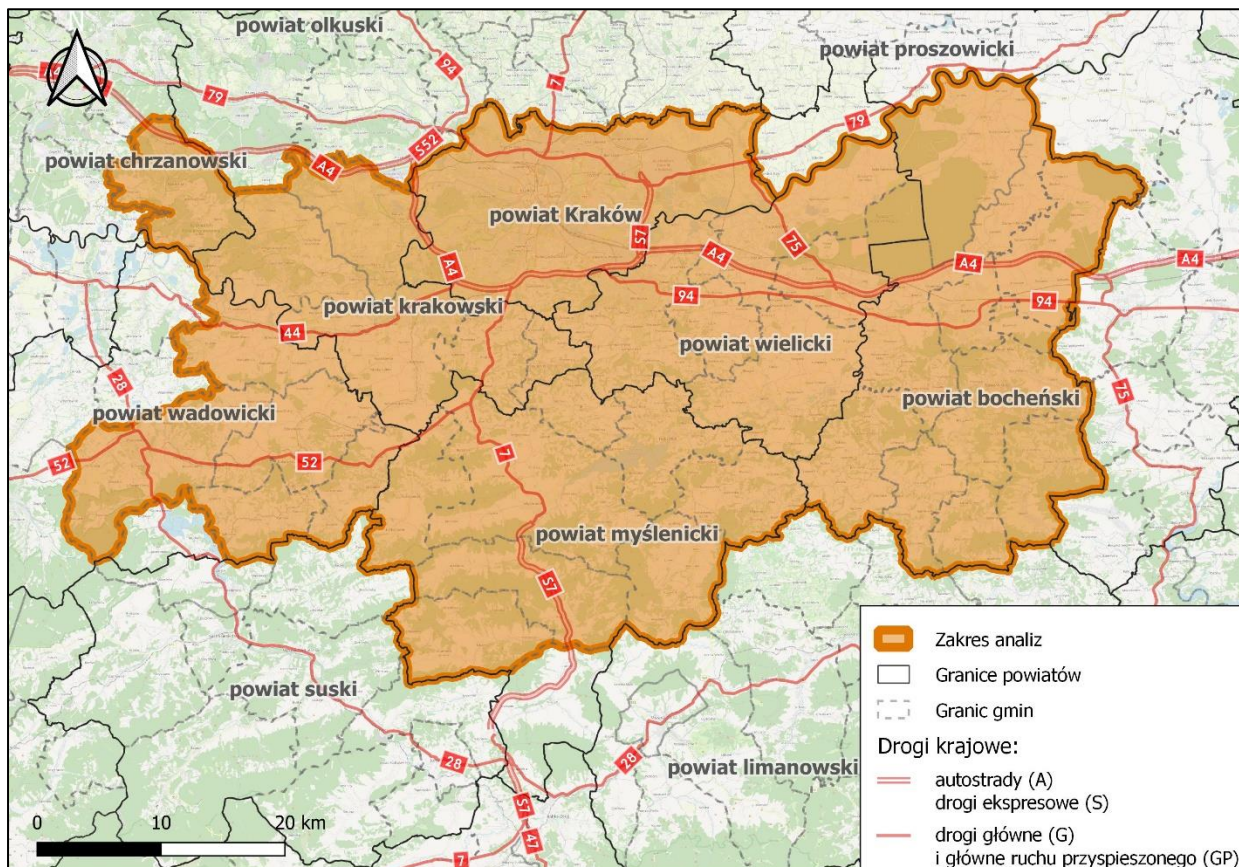 powiat olkuski
powiat proszowicki
94
7
79
79
S52
powiat chrzanowski
A4
powiat Kraków
S7
75
A4
A4
A4
A4
powiat krakowski
94
94
44
powiat wielicki
28
75
powiat wadowicki
powiat bocheński
52
52
7
powiat myślenicki
S7
powiat suski
28
28
powiat limanowski
S7
47
7
0 10 20 km
Zakres analiz
Granice powiatów
Granic gmin
Drogi krajowe:
autostrady (A)
drogi ekspresowe (S)
drogi główne (G)
i główne ruchu przyspieszonego (GP)